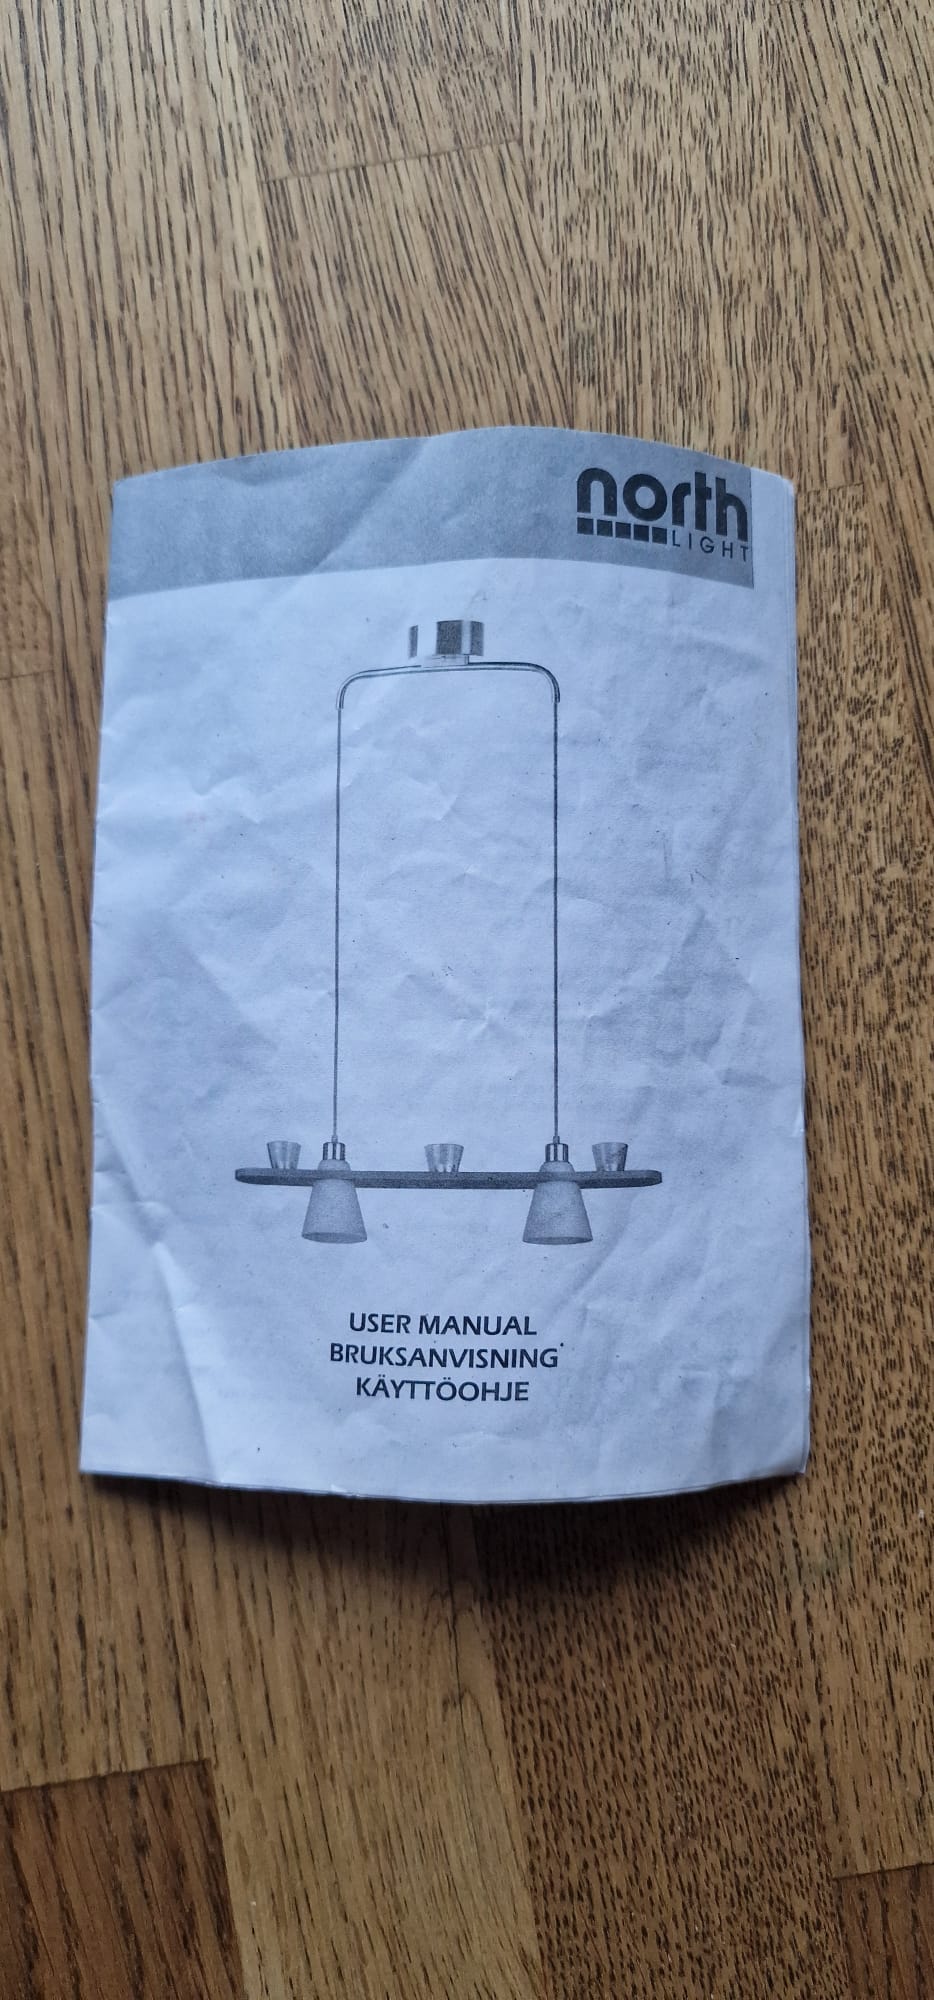 north
LIGHT
USER MANUAL
BRUKSANVISNING
KÄYTTÖOHJE